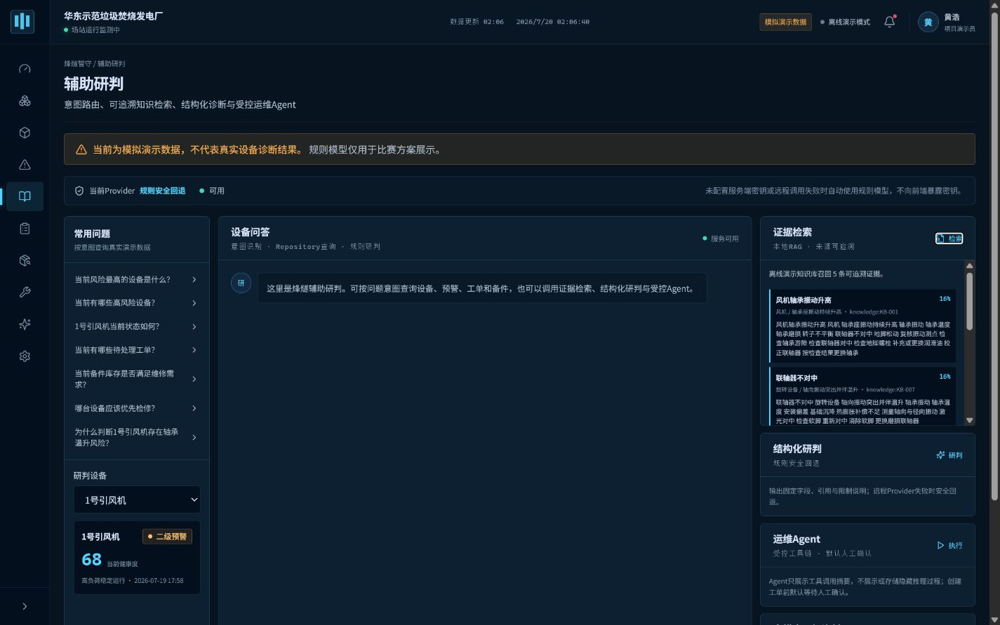 华东示范垃圾焚烧发电厂
场站运行监测中
数据更新 02:06 2026/7/20 02:06:40
模拟演示数据
离线演示模式
黄
黄浩
项目演示员
烽燧智守 / 辅助研判
辅助研判
意图路由、可追溯知识检索、结构化诊断与受控运维Agent
当前为模拟演示数据，不代表真实设备诊断结果。 规则模型仅用于比赛方案展示。
当前Provider 规则安全回退 可用
未配置服务端密钥或远程调用失败时自动使用规则模型，不向前端暴露密钥。
常用问题
按意图查询真实演示数据
当前风险最高的设备是什么？
当前有哪些高风险设备？
1号引风机当前状态如何？
当前有哪些待处理工单？
当前备件库存是否满足维修需
求？
哪台设备应该优先检修？
为什么判断1号引风机存在轴承
温升风险？
研判设备
1号引风机
1号引风机
二级预警
68 当前健康度
高负荷稳定运行 · 2026-07-19 17:58
设备问答
意图识别 · Repository查询 · 规则研判
服务可用
研
这里是烽燧辅助研判。可按问题意图查询设备、预警、工单和备件，也可以调用证据检索、结构化研判与受控Agent。
证据检索
本地RAG · 来源可追溯
检索
离线演示知识库召回 5 条可追溯证据。
风机轴承振动升高
16%
风机 / 轴承座振动持续升高 · knowledge:KB-001
风机轴承振动升高 风机 轴承座振动持续升高 轴承振动 轴承温度
轴承磨损 转子不平衡 联轴器不对中 地脚松动 复核振动测点 检
查轴承游隙 检查联轴器对中 检查地脚螺栓 补充或更换润滑油 校
正联轴器 按检查结果更换轴承
联轴器不对中
16%
旋转设备 / 轴向振动突出并伴温升 · knowledge:KB-007
联轴器不对中 旋转设备 轴向振动突出并伴温升 轴承振动 轴承温
度 安装偏差 基础沉降 热膨胀补偿不足 测量轴向与径向振动 激
光对中 检查软脚 重新对中 消除软脚 更换磨损联轴器
结构化研判
规则安全回退
研判
输出固定字段、引用与限制说明；远程Provider失败时安全回
退。
运维Agent
受控工具链 · 默认人工确认
执行
Agent只展示工具调用摘要，不展示或存储隐藏推理过程；创建
工单前默认等待人工确认。